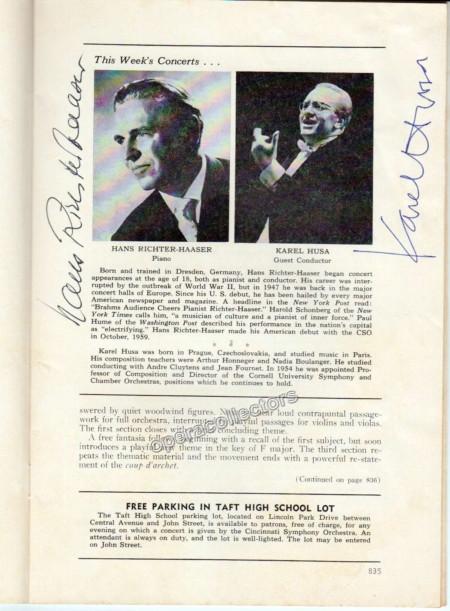 This Week's Concerts . . .
Hans Richter-Haaser
Karel Husa
HANS RICHTER-HAASER
Piano
KAREL HUSA
Guest Conductor
Born and trained in Dresden, Germany, Hans Richter-Haaser began concert
appearances at the age of 18, both as pianist and conductor. His career was inter-
rupted by the outbreak of World War II, but in 1947 he was back in the major
concert halls of Europe. Since his U. S. debut, he has been hailed by every major
American newspaper and magazine. A headline in the New York Post read:
"Brahms Audience Cheers Pianist Richter-Haaser." Harold Schonberg of the New
York Times calls him, "a musician of culture and a pianist of inner force." Paul
Hume of the Washington Post described his performance in the nation's capital
as "electrifying." Hans Richter-Haaser made his American debut with the CSO
in October, 1959.
Karel Husa was born in Prague, Czechoslovakia, and studied music in Paris.
His composition teachers were Arthur Honneger and Nadia Boulanger. He studied
conducting with Andre Cluytens and Jean Fournet. In 1954 he was appointed Pro-
fessor of Composition and Director of the Cornell University Symphony and
Chamber Orchestras, positions which he continues to hold.
swered by quiet woodwind figures. loud contrapuntal passage-
work for full orchestra, interrup playful passages for violins and violas.
The first section closes concluding theme.
A free fantasia follo beginning with a recall of the first subject, but soon
introduces a playful theme in the key of F major. The third section re-
peats the thematic material and the movement ends with a powerful re-state-
ment of the coup d'archet.
(Continued on page 836)
operacollectors
FREE PARKING IN TAFT HIGH SCHOOL LOT
The Taft High School parking lot, located on Lincoln Park Drive between
Central Avenue and John Street, is available to patrons, free of charge, for any
evening on which a concert is given by the Cincinnati Symphony Orchestra. An
attendant is always on duty, and the lot is well-lighted. The lot may be entered
on John Street.
835